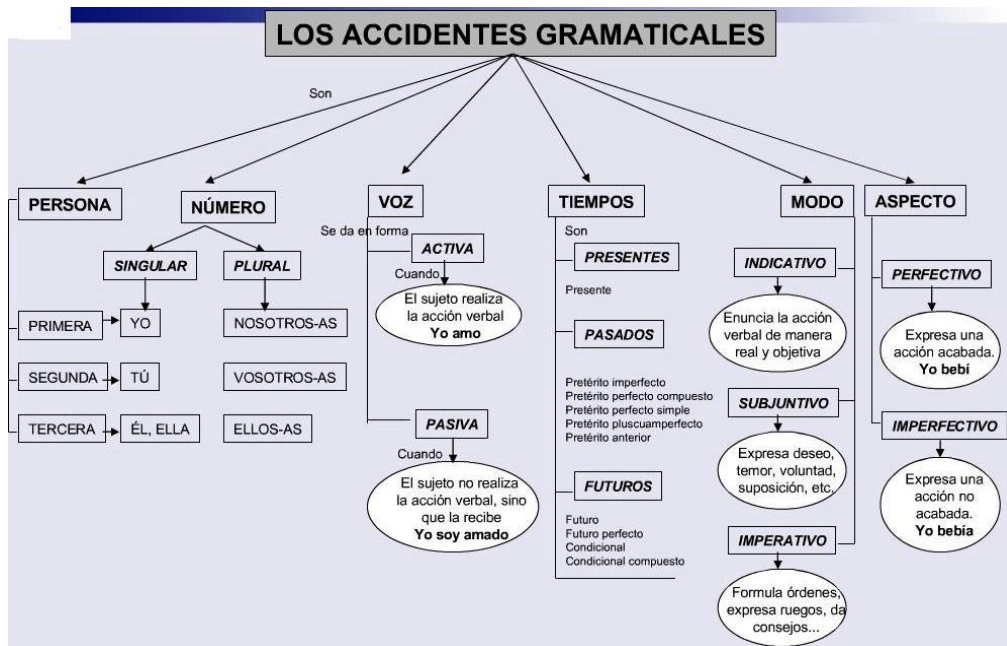 LOS ACCIDENTES GRAMATICALES
Son
PERSONA
NÚMERO
VOZ
TIEMPOS
MODO
ASPECTO
SINGULAR
PLURAL
PRIMERA
YO
NOSOTROS-AS
SEGUNDA
TÚ
VOSOTROS-AS
TERCERA
ÉL, ELLA
ELLOS-AS
Se da en forma
ACTIVA
Cuando
El sujeto realiza
la acción verbal
Yo amo
PASIVA
Cuando
El sujeto no realiza
la acción verbal, sino
que la recibe
Yo soy amado
Son
PRESENTES
Presente
PASADOS
Pretérito imperfecto
Pretérito perfecto compuesto
Pretérito perfecto simple
Pretérito pluscuamperfecto
Pretérito anterior
FUTUROS
Futuro
Futuro perfecto
Condicional
Condicional compuesto
INDICATIVO
Enuncia la acción
verbal de manera
real y objetiva
SUBJUNTIVO
Expresa deseo,
temor, voluntad,
suposición, etc.
IMPERATIVO
Formula órdenes,
expresa ruegos, da
consejos...
PERFECTIVO
Expresa una
acción acabada.
Yo bebí
IMPERFECTIVO
Expresa una
acción no
acabada.
Yo bebía